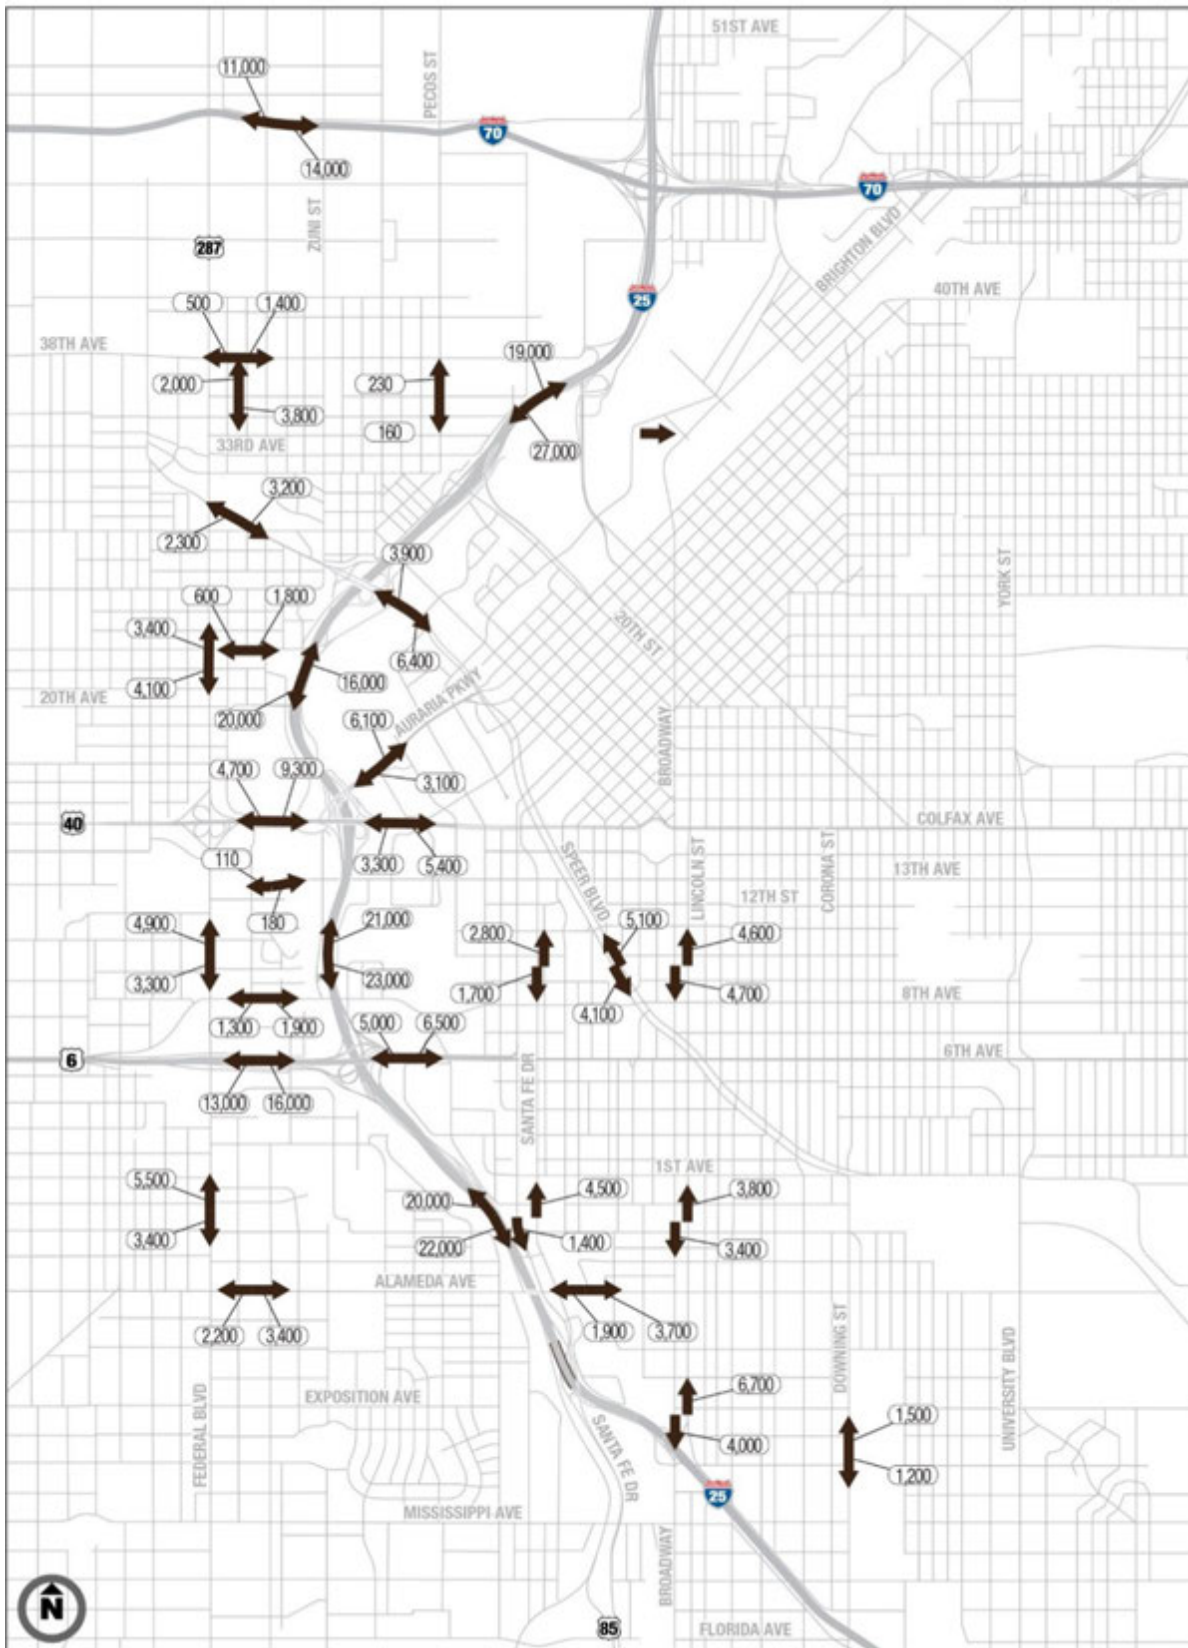 51ST AVE
11,000
PECOS ST
70
14,000
70
ZUNI ST
287
BRIGHTON BLVD
25
40TH AVE
500
1,400
38TH AVE
19,000
2,000
230
3,800
160
33RD AVE
27,000
3,200
2,300
3,900
YORK ST
600
1,800
20TH ST
3,400
6,400
16,000
4,100
20TH AVE
AURARIA PKWY
20,000
6,100
BROADWAY
4,700
9,300
3,100
40
COLFAX AVE
110
3,300
5,400
SPEER BLVD
LINCOLN ST
CORONA ST
13TH AVE
12TH ST
180
4,900
21,000
2,800
5,100
4,600
3,300
23,000
1,700
4,700
8TH AVE
4,100
1,300
1,900
5,000
6,500
6
6TH AVE
SANTA FE DR
13,000
16,000
1ST AVE
5,500
20,000
4,500
3,800
3,400
22,000
1,400
3,400
ALAMEDA AVE
2,200
3,400
1,900
3,700
DOWNING ST
UNIVERSITY BLVD
EXPOSITION AVE
FEDERAL BLVD
6,700
SANTA FE DR
4,000
1,500
1,200
25
MISSISSIPPI AVE
BROADWAY
N
85
FLORIDA AVE